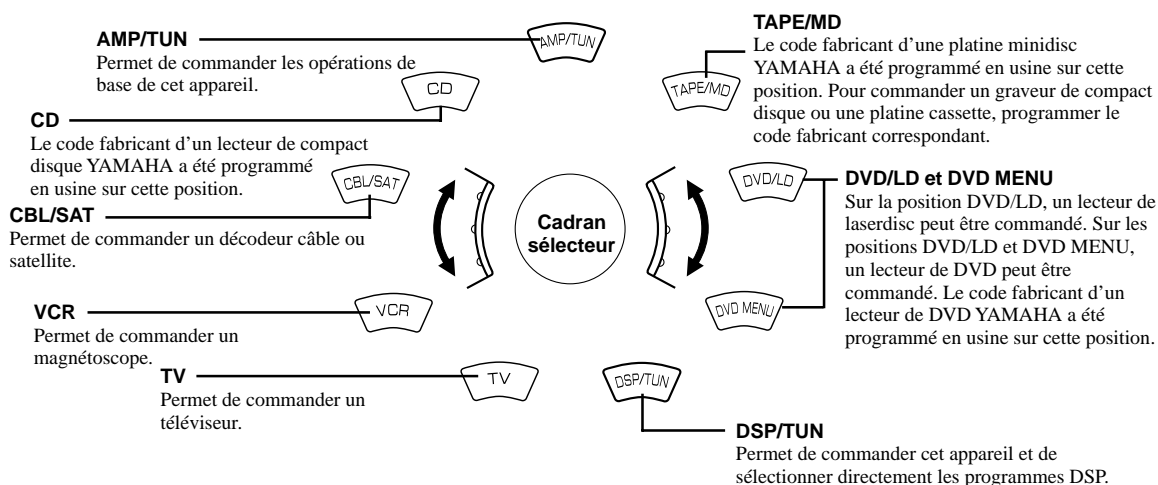 AMP/TUN
Permet de commander les opérations de
base de cet appareil.
AMP/TUN
TAPE/MD
Le code fabricant d'une platine minidisc
YAMAHA a été programmé en usine sur cette
position. Pour commander un graveur de compact
disque ou une platine cassette, programmer le
code fabricant correspondant.
TAPE/MD
CD
CD
Le code fabricant d'un lecteur de compact
disque YAMAHA a été programmé
en usine sur cette position.
CBL/SAT
CBL/SAT
Permet de commander un décodeur câble ou
satellite.
Cadran
sélecteur
DVD/LD
DVD/LD et DVD MENU
Sur la position DVD/LD, un lecteur de
laserdisc peut être commandé. Sur les
positions DVD/LD et DVD MENU,
un lecteur de DVD peut être
commandé. Le code fabricant d'un
lecteur de DVD YAMAHA a été
programmé en usine sur cette position.
DVD MENU
VCR
VCR
Permet de commander un
magnétoscope.
TV
TV
Permet de commander un
téléviseur.
DSP/TUN
DSP/TUN
Permet de commander cet appareil et de
sélectionner directement les programmes DSP.